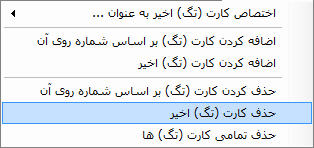 اختصاص کارت (تگ) اخیر به عنوان ...
اضافه کردن کارت (تگ) بر اساس شماره روی آن
اضافه کردن کارت (تگ) اخیر
حذف کردن کارت (تگ) بر اساس شماره روی آن
حذف کارت (تگ) اخیر
حذف تمامی کارت (تگ) ها